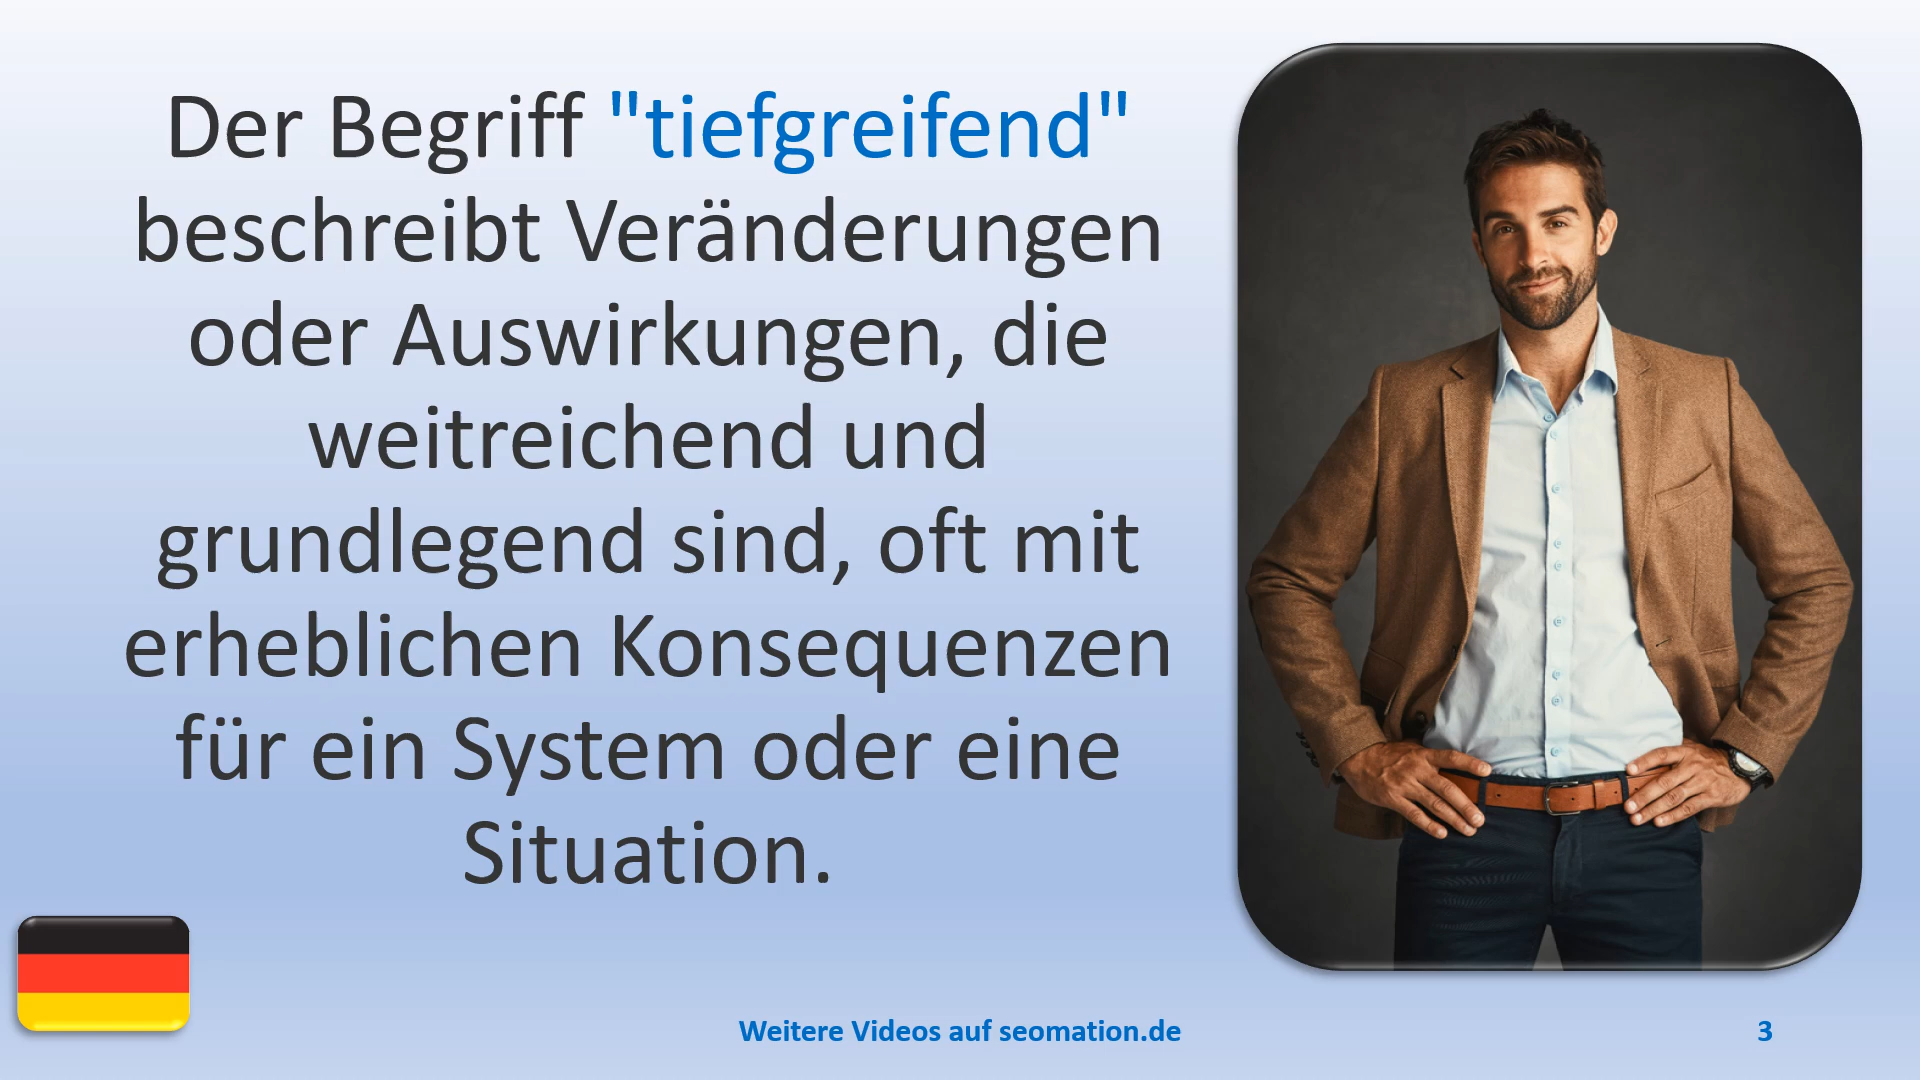 Der Begriff "tiefgreifend"
beschreibt Veränderungen
oder Auswirkungen, die
weitreichend und
grundlegend sind, oft mit
erheblichen Konsequenzen
für ein System oder eine
Situation.
Weitere Videos auf seomation.de
3